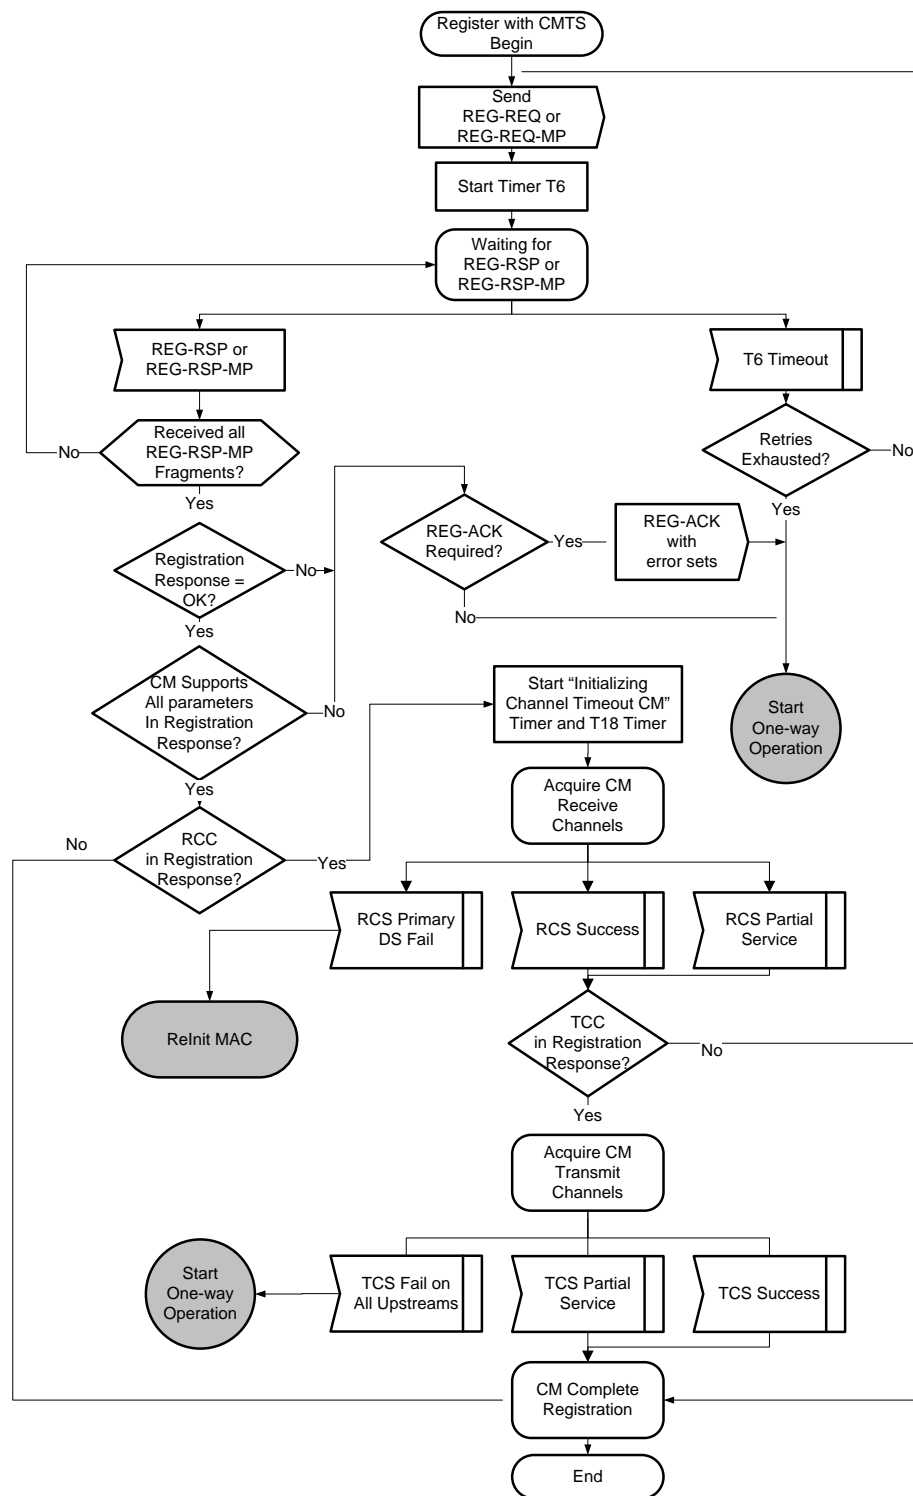 Register with CMTS
Begin
Send
REG-REQ or
REG-REQ-MP
Start Timer T6
Waiting for
REG-RSP or
REG-RSP-MP
REG-RSP or
REG-RSP-MP
T6 Timeout
Received all
REG-RSP-MP
Fragments?
No
Yes
Retries
Exhausted?
No
Yes
REG-ACK
Required?
Yes
No
REG-ACK
with
error sets
Registration
Response =
OK?
No
Yes
CM Supports
All parameters
In Registration
Response?
No
Yes
Start “Initializing
Channel Timeout CM”
Timer and T18 Timer
Start
One-way
Operation
Acquire CM
Receive
Channels
RCC
in Registration
Response?
No
Yes
RCS Primary
DS Fail
RCS Success
RCS Partial
Service
ReInit MAC
TCC
in Registration
Response?
No
Yes
Acquire CM
Transmit
Channels
Start
One-way
Operation
TCS Fail on
All Upstreams
TCS Partial
Service
TCS Success
CM Complete
Registration
End